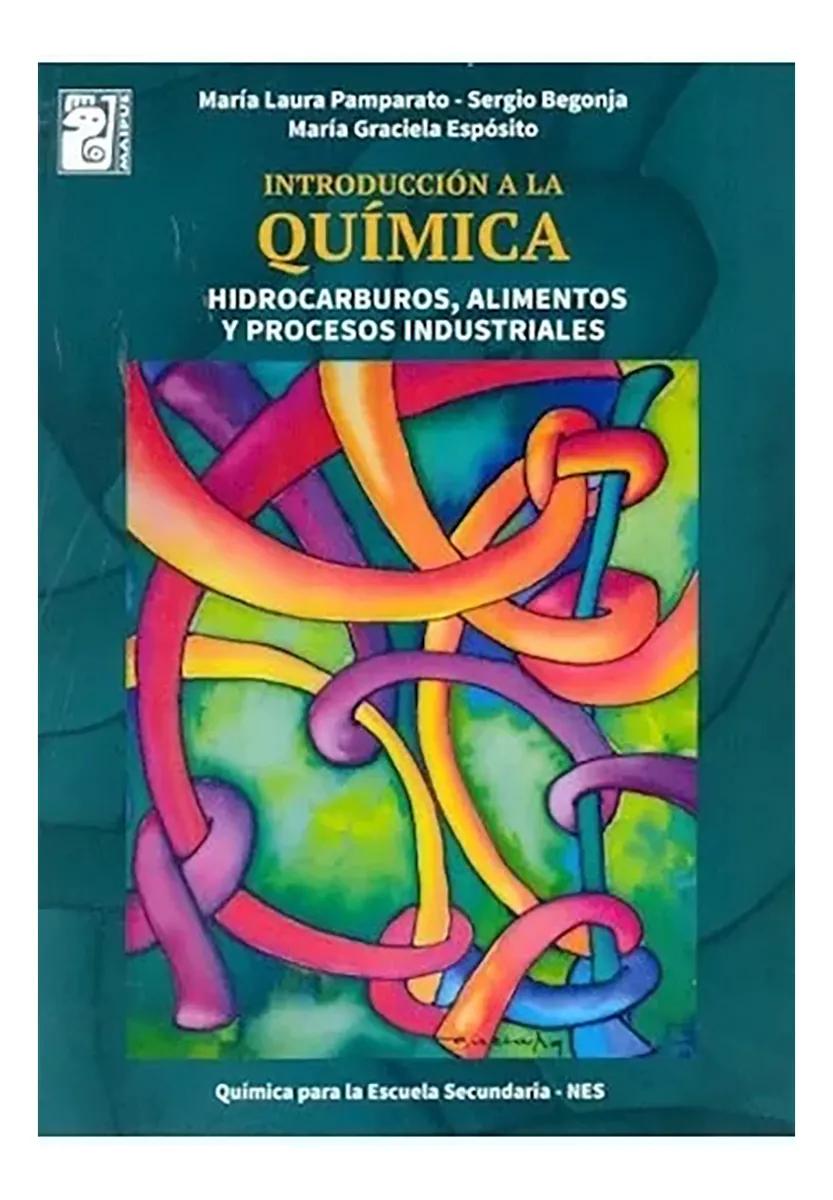 MAIPUE
María Laura Pamparato - Sergio Begonja
María Graciela Espósito
INTRODUCCIÓN A LA
QUÍMICA
HIDROCARBUROS, ALIMENTOS
Y PROCESOS INDUSTRIALES
Química para la Escuela Secundaria - NES